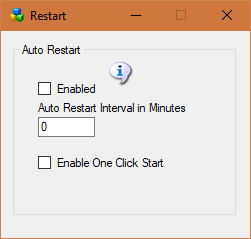 Restart
Auto Restart
Enabled
Auto Restart Interval in Minutes
0
Enable One Click Start